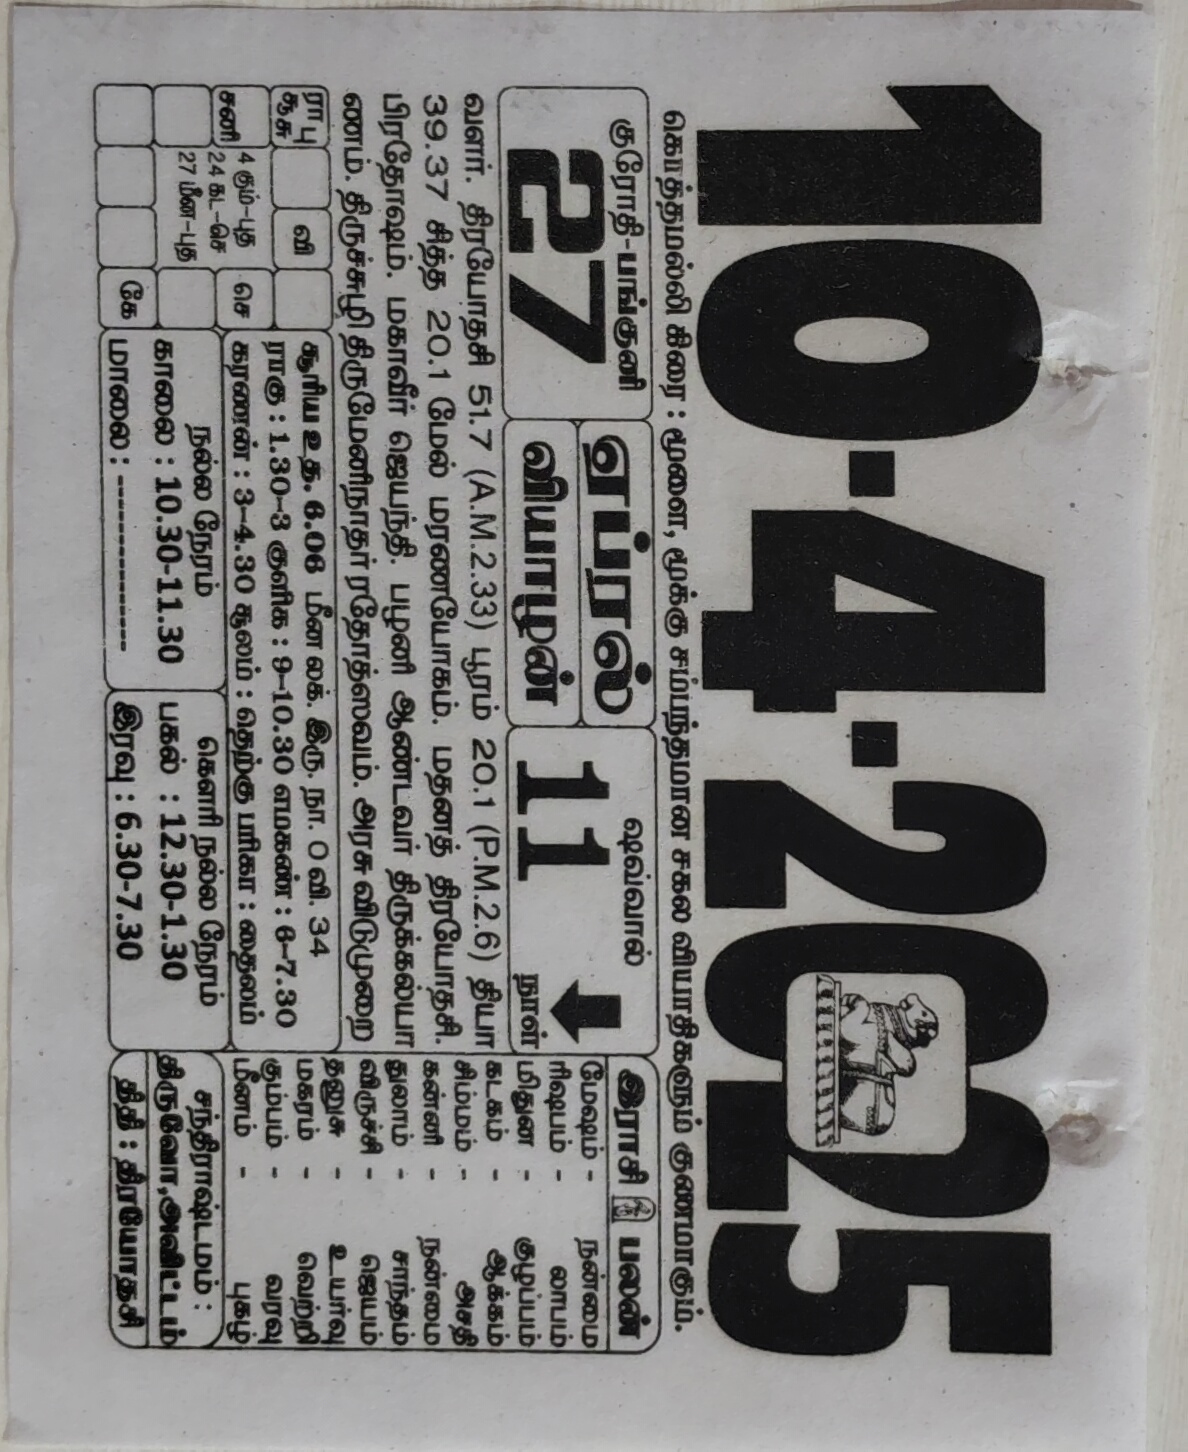 10·4·2025
கொத்தமல்லி கிரை : மூளை, மூக்கு சம்பந்தமான சகல வியாதிகளும் குணமாகும்.
குரோதி-பங்குனி
27
ஏப்ரல்
வியாழன்
ஷவ்வால்
11
நாள்
வளர். திரயோதசி 51.7 (A.M.2.33) பூரம் 20.1 (P.M.2.6) தியா
39.37 சித்த 20.1 மேல் மரணயோகம். மதனத் திரயோதசி.
பிரதோஷம். மகாவீர் ஜெயந்தி. பழனி ஆண்டவர் திருக்கல்யா
ணம். திருச்சுழி திருமேனிநாதர் ரதோத்ஸவம். அரசு விடுமுறை
ரா பு
சூ சு
வி
சனி
4 கும்-புத
24 கட-செ
27 மீன-புத
செ
கே
சூரிய உத. 6.06 மீன லக். இரு. நா. 0 வி. 34
ராகு : 1.30-3 குளிக : 9-10.30 எமகண் : 6-7.30
கரணன் : 3-4.30 சூலம் : தெற்கு பரிகா : தைலம்
நல்ல நேரம்
காலை : 10.30-11.30
மாலை : -----------
கெளரி நல்ல நேரம்
பகல் : 12.30-1.30
இரவு : 6.30-7.30
இராசி பலன்
மேஷம் - நன்மை
ரிஷபம் - லாபம்
மிதுன - குழப்பம்
கடகம் - ஆக்கம்
சிம்மம் - அசதி
கன்னி - நன்மை
துலாம் - சாந்தம்
விருச்சி - ஜெயம்
தனுசு - உயர்வு
மகரம் - வெற்றி
கும்பம் - வரவு
மீனம் - புகழ்
சந்திராஷ்டமம் :
திருவோ,அவிட்டம்
திதி : திரயோதசி